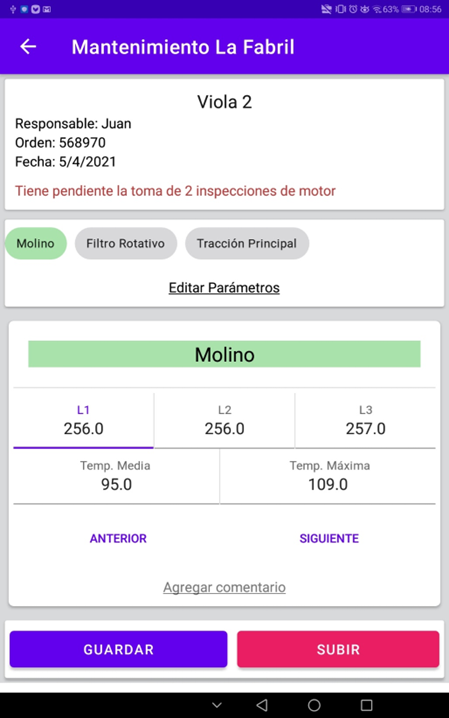 63% 08:56
Mantenimiento La Fabril
Viola 2
Responsable: Juan
Orden: 568970
Fecha: 5/4/2021
Tiene pendiente la toma de 2 inspecciones de motor
Molino Filtro Rotativo Tracción Principal
Editar Parámetros
Molino
L1 L2 L3
256.0 256.0 257.0
Temp. Media Temp. Máxima
95.0 109.0
ANTERIOR SIGUIENTE
Agregar comentario
GUARDAR SUBIR